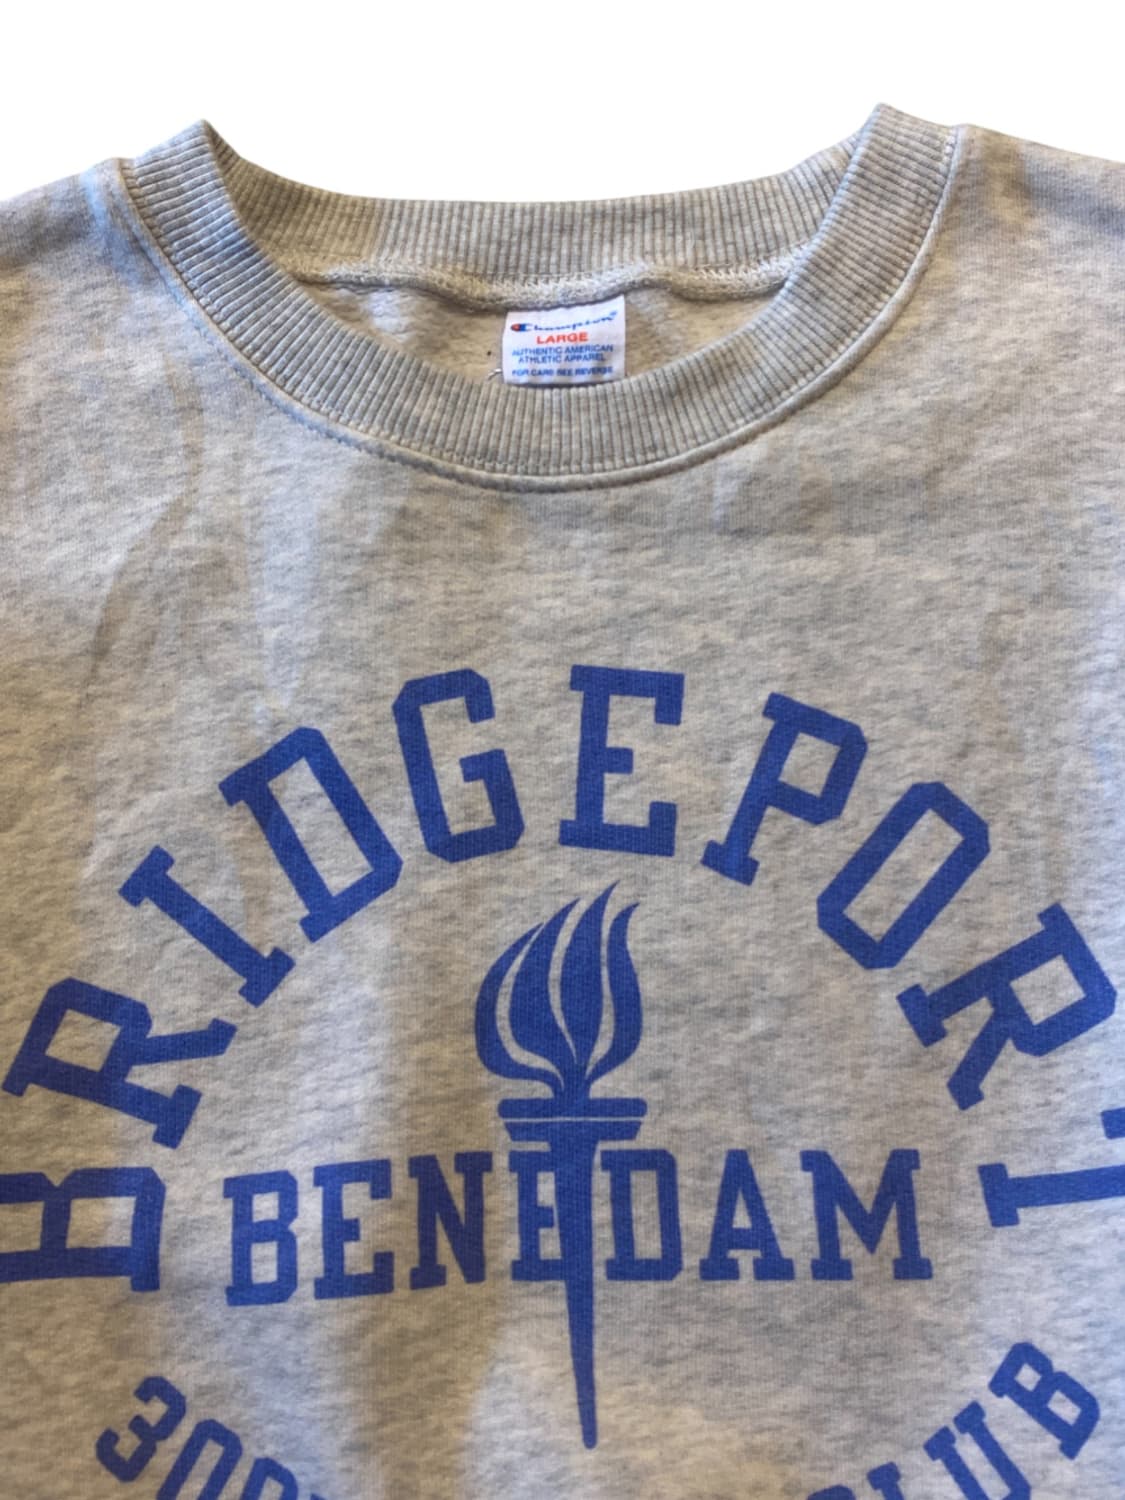 Champion
LARGE
AUTHENTIC AMERICAN
ATHLETIC APPAREL
FOR CARE SEE REVERSE
BRIDGEPORT
BENEDAM
CLUB